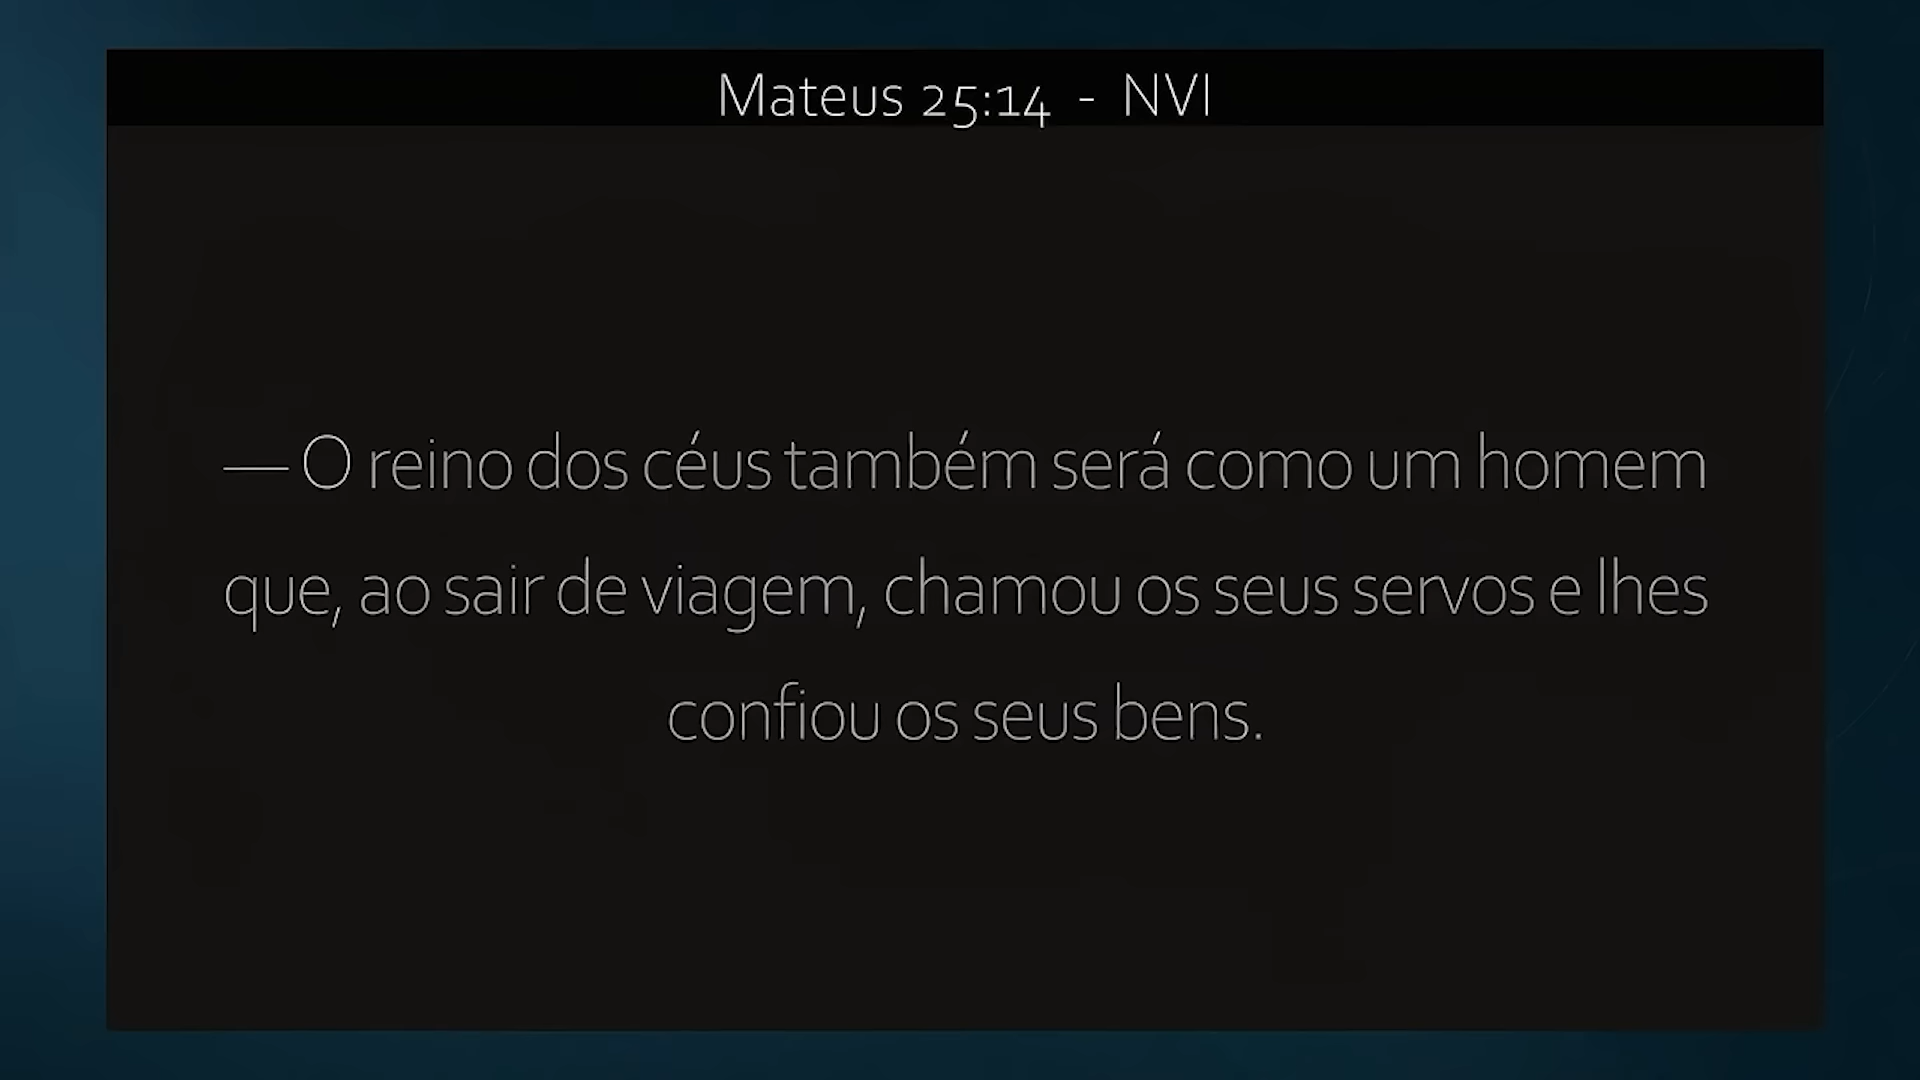 Mateus 25:14 - NVI
— O reino dos céus também será como um homem
que, ao sair de viagem, chamou os seus servos e lhes
confiou os seus bens.